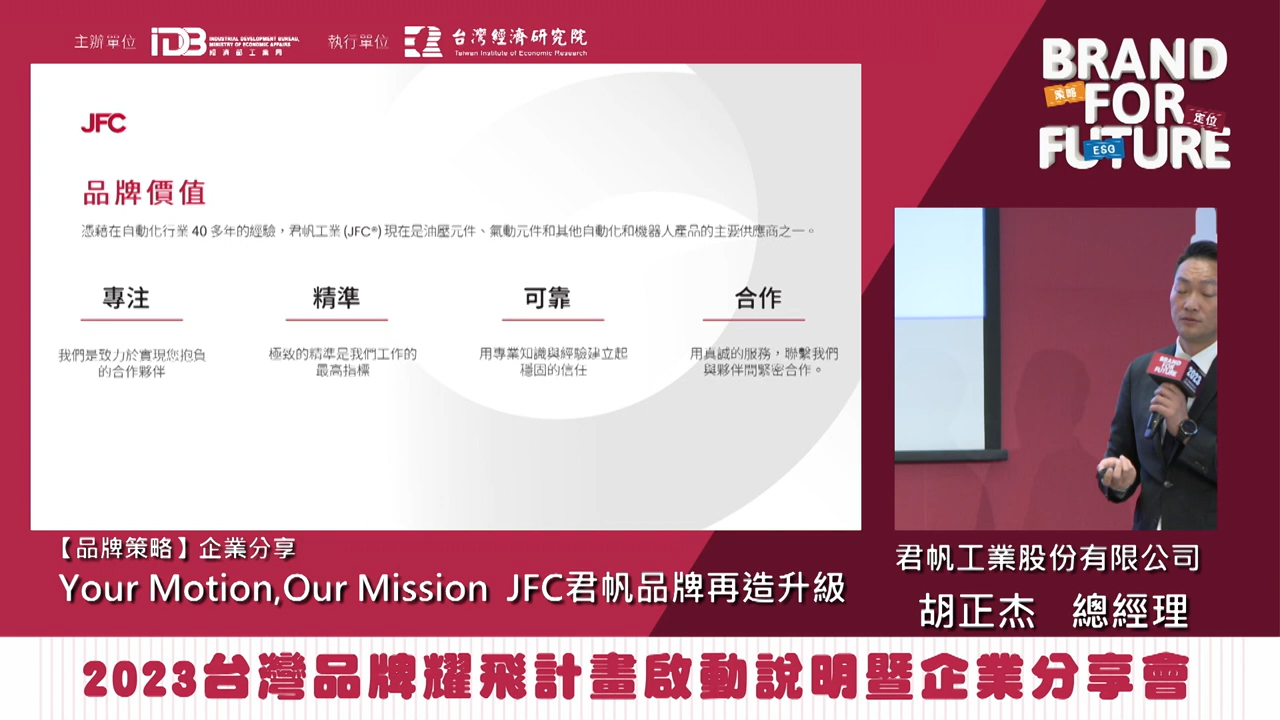 主辦單位
IDB
INDUSTRIAL DEVELOPMENT BUREAU,
MINISTRY OF ECONOMIC AFFAIRS
經濟部工業局
執行單位
台灣經濟研究院
Taiwan Institute of Economic Research
BRAND
策略
FOR
定位
FUTURE
ESG
JFC
品牌價值
憑藉在自動化行業 40 多年的經驗，君帆工業 (JFC®) 現在是油壓元件、氣動元件和其他自動化和機器人產品的主要供應商之一。
專注
我們是致力於實現您抱負
的合作夥伴
精準
極致的精準是我們工作的
最高指標
可靠
用專業知識與經驗建立起
穩固的信任
合作
用真誠的服務，聯繫我們
與夥伴間緊密合作。
BRAND
FOR
FUTURE
2023
【品牌策略】企業分享
Your Motion,Our Mission JFC君帆品牌再造升級
君帆工業股份有限公司
胡正杰 總經理
2023台灣品牌耀飛計畫啟動說明暨企業分享會